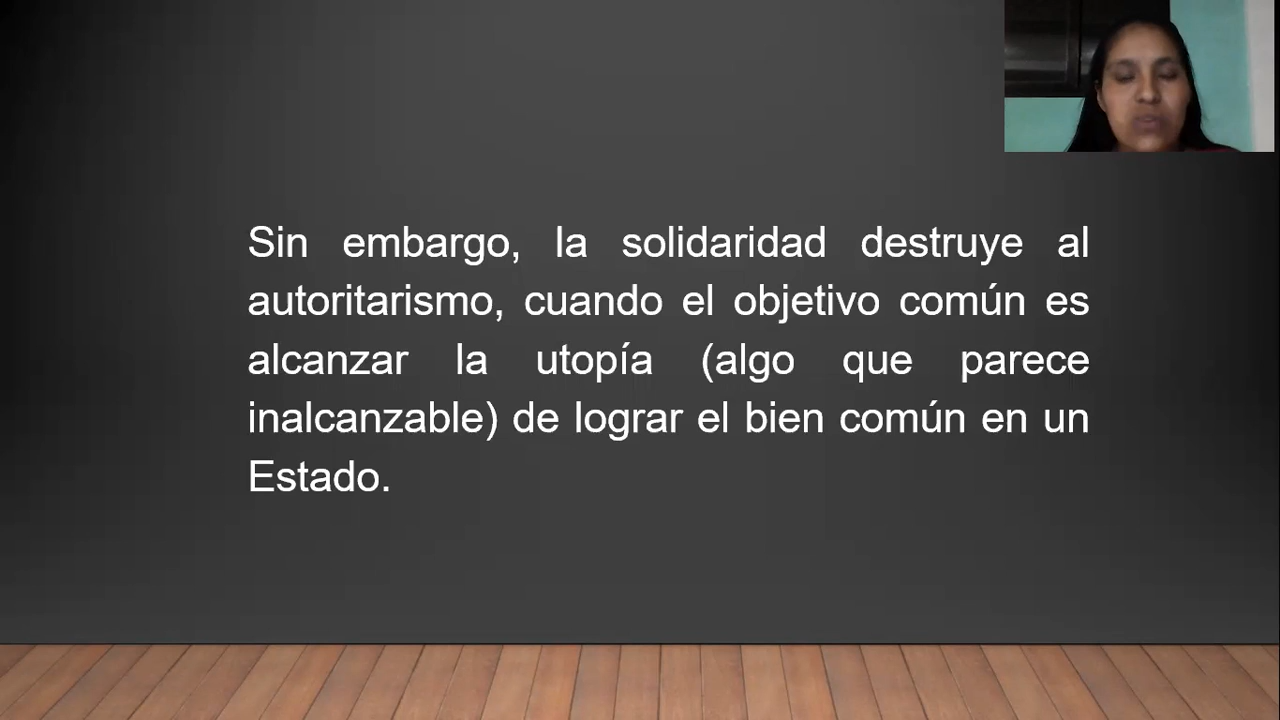 Sin embargo, la solidaridad destruye al
autoritarismo, cuando el objetivo común es
alcanzar la utopía (algo que parece
inalcanzable) de lograr el bien común en un
Estado.